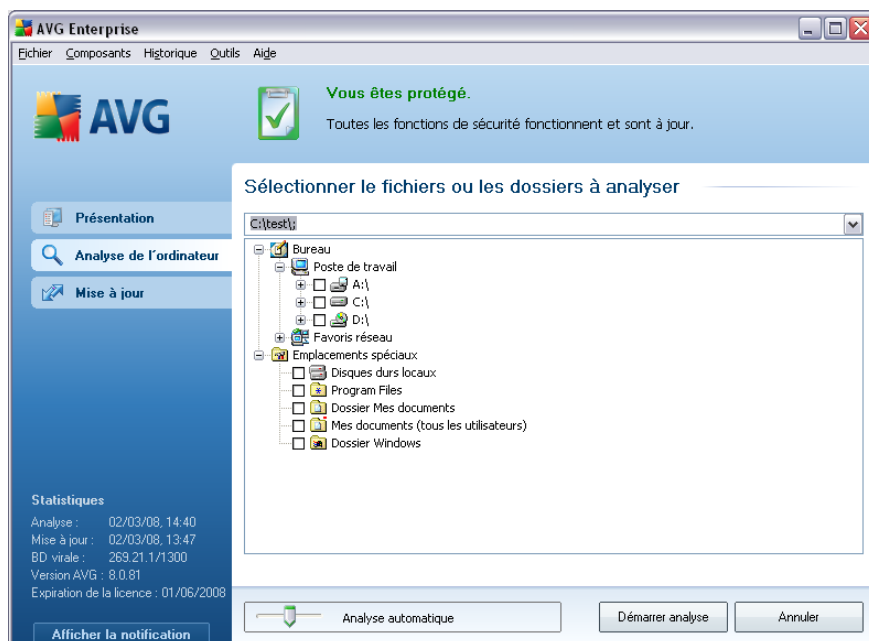 AVG Enterprise
Fichier Composants Historique Outils Aide
AVG
Vous êtes protégé.
Toutes les fonctions de sécurité fonctionnent et sont à jour.
Présentation
Analyse de l'ordinateur
Mise à jour
Sélectionner le fichiers ou les dossiers à analyser
C:\test\;
Bureau
Poste de travail
A:\
C:\
D:\
Favoris réseau
Emplacements spéciaux
Disques durs locaux
Program Files
Dossier Mes documents
Mes documents (tous les utilisateurs)
Dossier Windows
Statistiques
Analyse : 02/03/08, 14:40
Mise à jour : 02/03/08, 13:47
BD virale : 269.21.1/1300
Version AVG : 8.0.81
Expiration de la licence : 01/06/2008
Afficher la notification
Analyse automatique
Démarrer analyse
Annuler